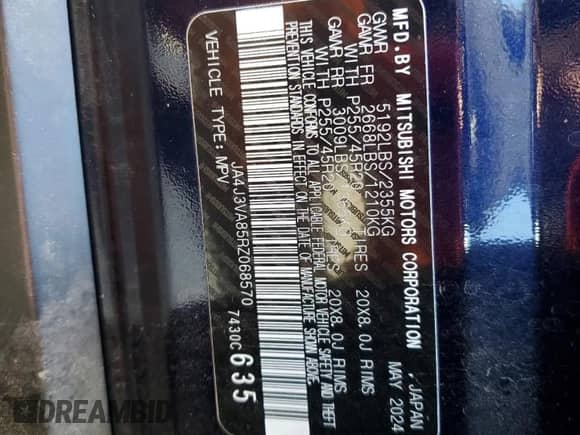 MFD.BY MITSUBISHI MOTORS CORPORATION , JAPAN
GVWR 5192LBS/2355KG MAY 2024
GAWR FR 2668LBS/1210KG
WITH P255/45R20 TIRES 20X8.0J RIMS
GAWR RR 3009LBS
WITH P255/45R20 20X8.0J RIMS
THIS VEHICLE CONFORMS TO ALL APPLICABLE FEDERAL MOTOR VEHICLE SAFETY AND THEFT
PREVENTION STANDARDS IN EFFECT ON THE DATE OF MANUFACTURE SHOWN ABOVE.
JA4J3VA85RZ068570 7430C 635
VEHICLE TYPE: MPV
DREAMBID